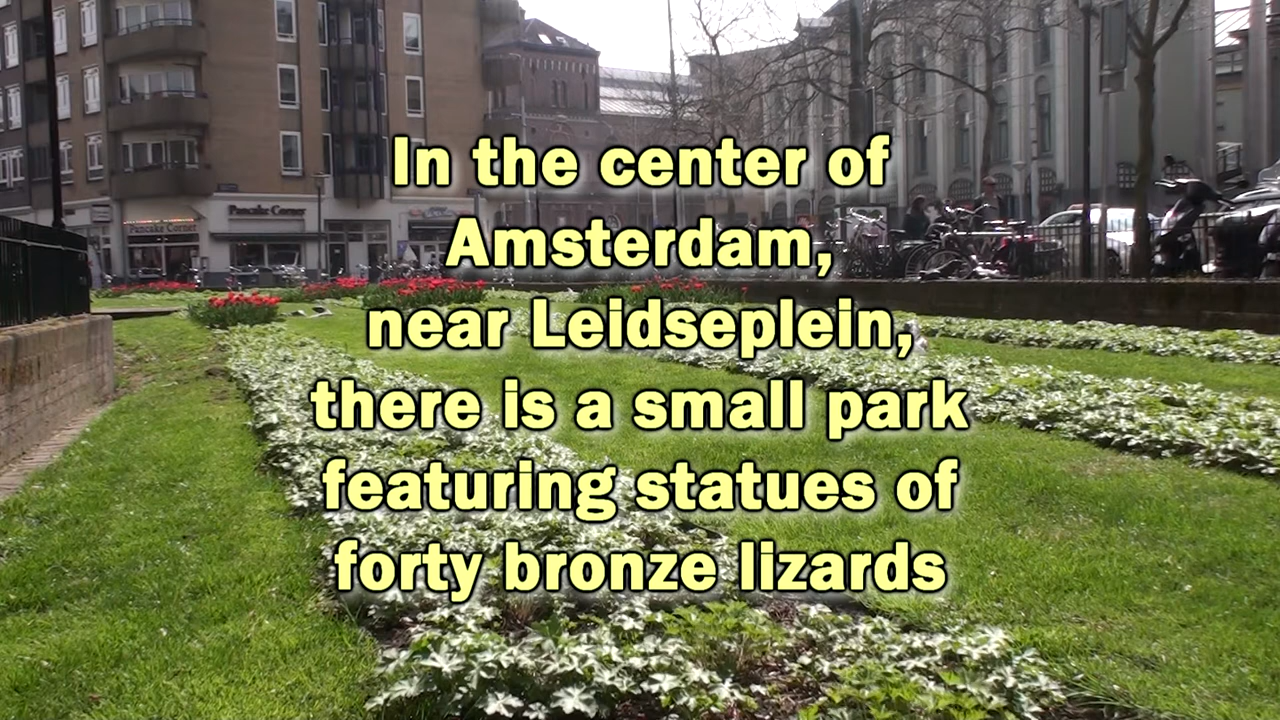 In the center of
Amsterdam,
near Leidseplein,
there is a small park
featuring statues of
forty bronze lizards
Pancake Corner
Pancake Corner